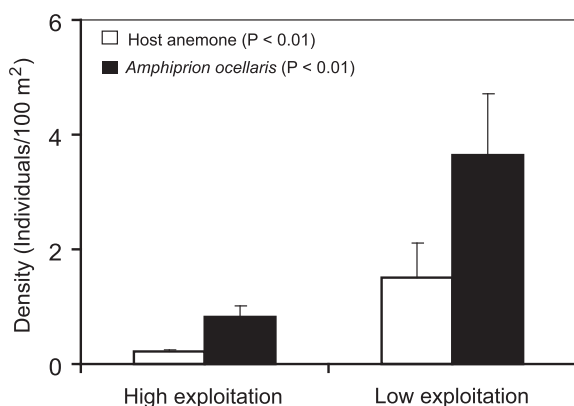 Density (Individuals/100 m²)
6
4
2
0
Host anemone (P < 0.01)
Amphiprion ocellaris (P < 0.01)
High exploitation
Low exploitation